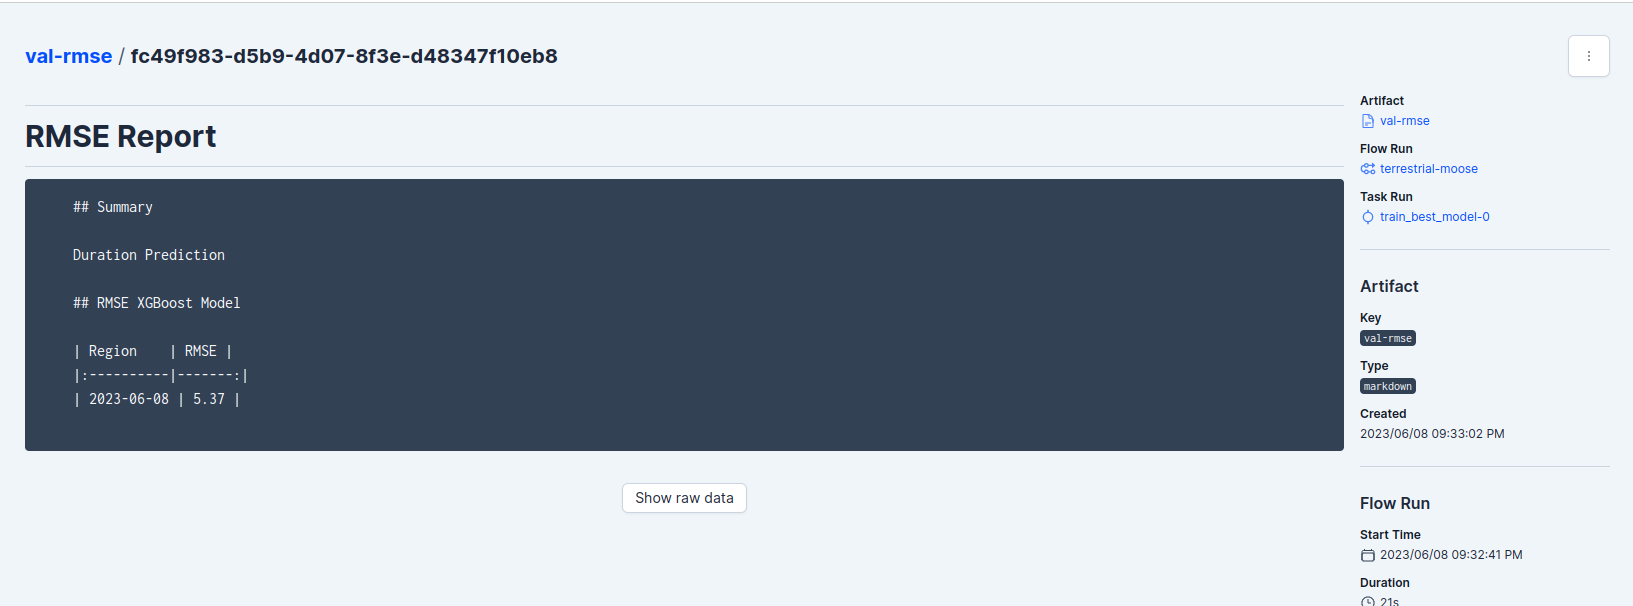 val-rmse / fc49f983-d5b9-4d07-8f3e-d48347f10eb8
RMSE Report
## Summary
Duration Prediction
## RMSE XGBoost Model
| Region    | RMSE |
|:----------|-------:|
| 2023-06-08 | 5.37 |
Show raw data
Artifact
val-rmse
Flow Run
terrestrial-moose
Task Run
train_best_model-0
Artifact
Key
val-rmse
Type
markdown
Created
2023/06/08 09:33:02 PM
Flow Run
Start Time
2023/06/08 09:32:41 PM
Duration
21s